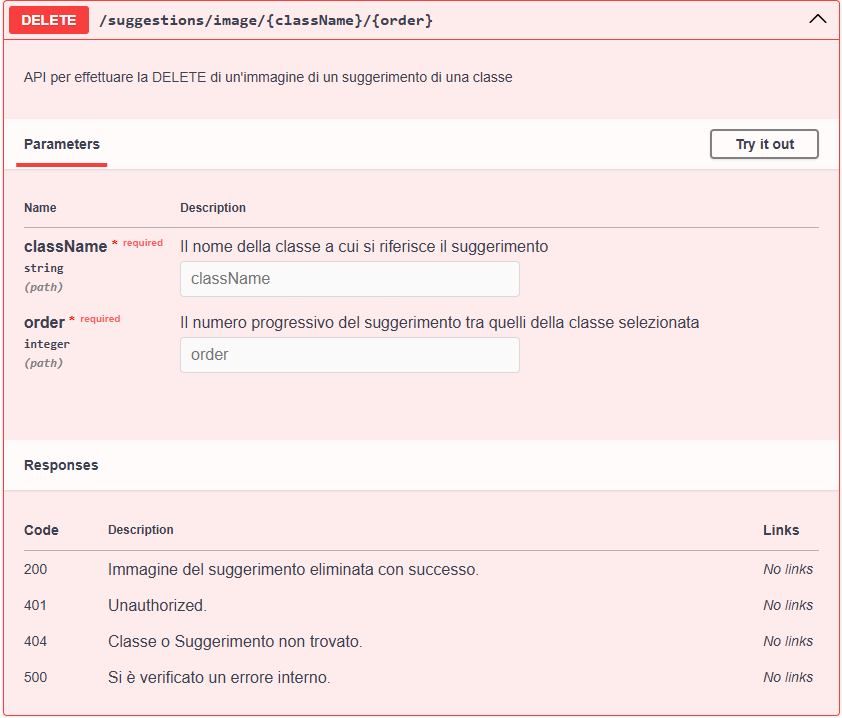 DELETE /suggestions/image/{className}/{order}
API per effettuare la DELETE di un'immagine di un suggerimento di una classe
Parameters Try it out
Name Description
className * required Il nome della classe a cui si riferisce il suggerimento
string
(path) className
order * required Il numero progressivo del suggerimento tra quelli della classe selezionata
integer
(path) order
Responses
Code Description Links
200 Immagine del suggerimento eliminata con successo. No links
401 Unauthorized. No links
404 Classe o Suggerimento non trovato. No links
500 Si è verificato un errore interno. No links